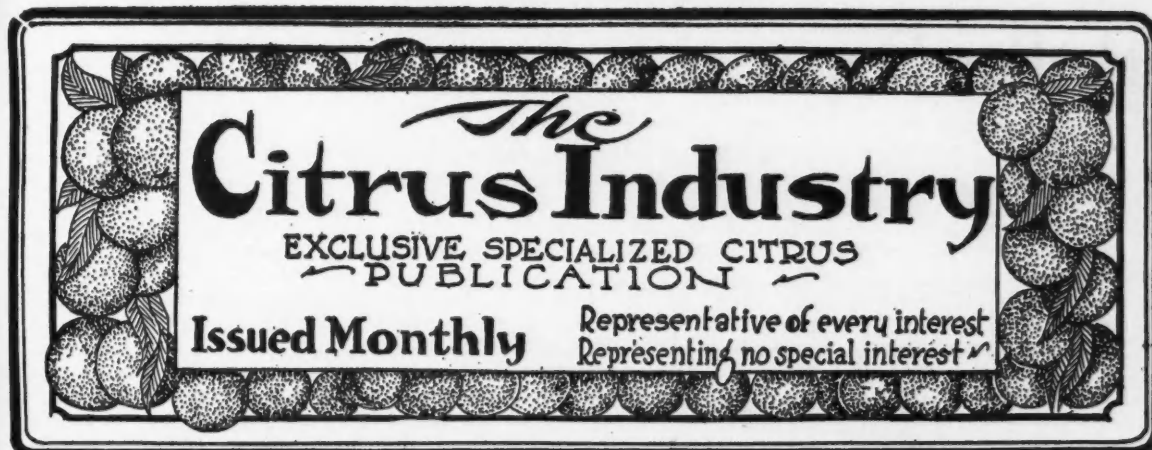 The
Citrus Industry
EXCLUSIVE SPECIALIZED CITRUS
PUBLICATION
Issued Monthly
Representative of every interest
Representing no special interest